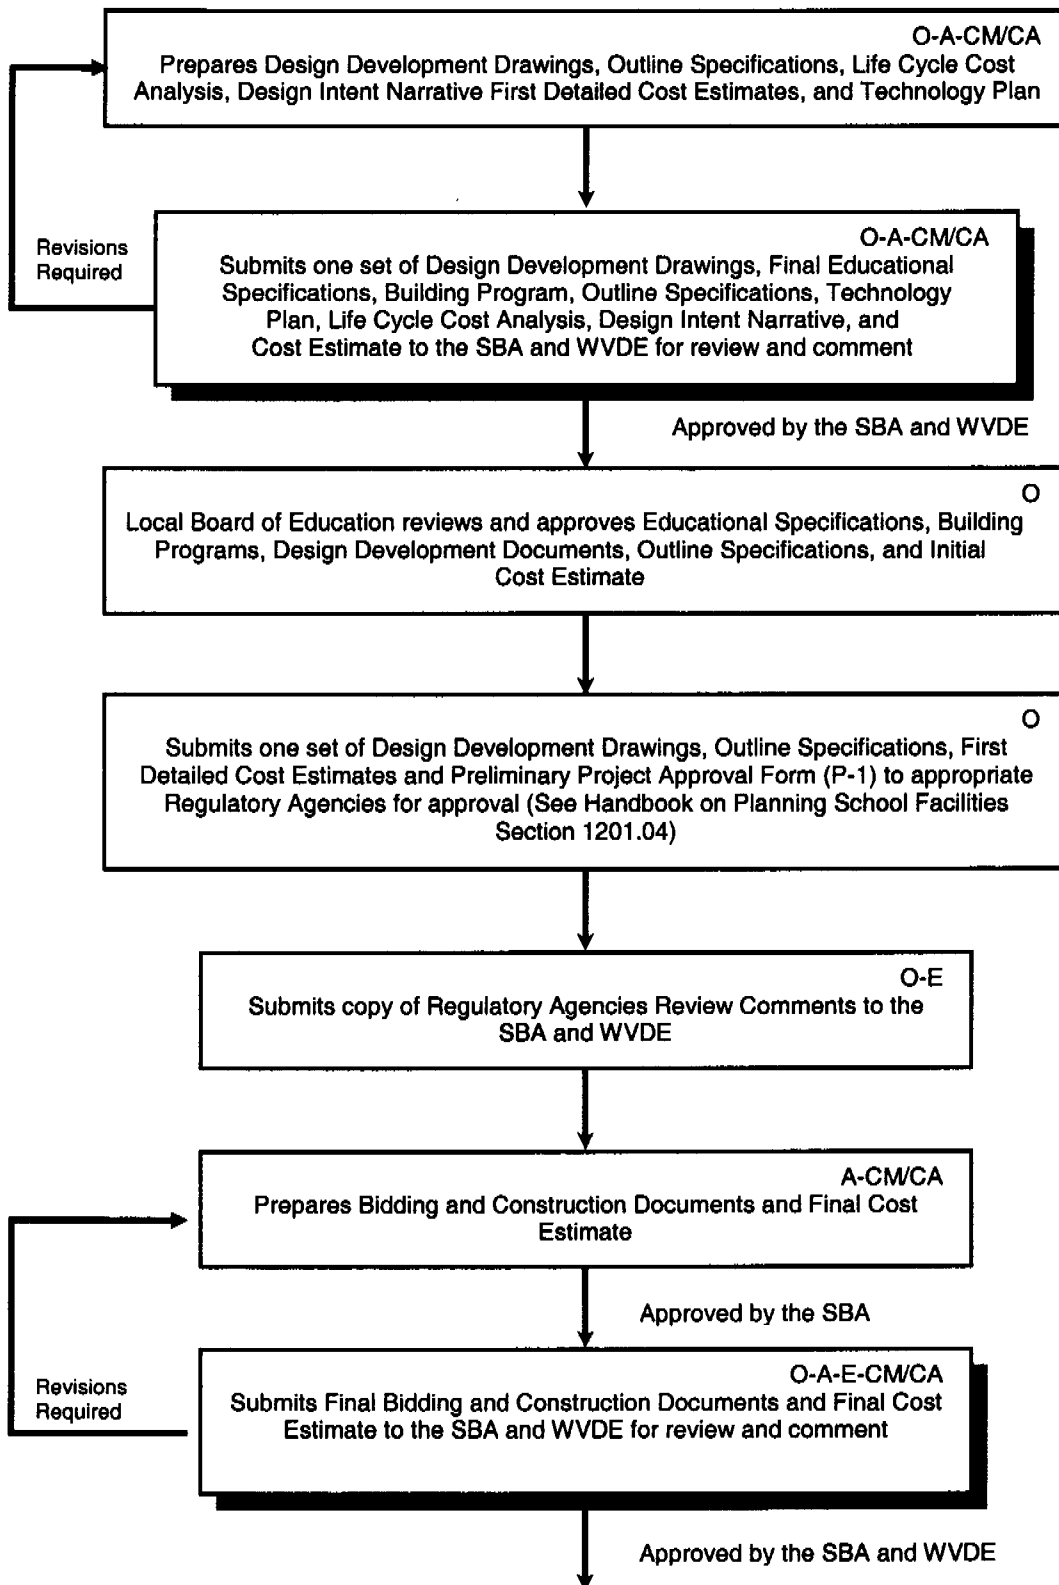 O-A-CM/CA
Prepares Design Development Drawings, Outline Specifications, Life Cycle Cost
Analysis, Design Intent Narrative First Detailed Cost Estimates, and Technology Plan
Revisions
Required
O-A-CM/CA
Submits one set of Design Development Drawings, Final Educational
Specifications, Building Program, Outline Specifications, Technology
Plan, Life Cycle Cost Analysis, Design Intent Narrative, and
Cost Estimate to the SBA and WVDE for review and comment
Approved by the SBA and WVDE
O
Local Board of Education reviews and approves Educational Specifications, Building
Programs, Design Development Documents, Outline Specifications, and Initial
Cost Estimate
O
Submits one set of Design Development Drawings, Outline Specifications, First
Detailed Cost Estimates and Preliminary Project Approval Form (P-1) to appropriate
Regulatory Agencies for approval (See Handbook on Planning School Facilities
Section 1201.04)
O-E
Submits copy of Regulatory Agencies Review Comments to the
SBA and WVDE
A-CM/CA
Prepares Bidding and Construction Documents and Final Cost
Estimate
Approved by the SBA
Revisions
Required
O-A-E-CM/CA
Submits Final Bidding and Construction Documents and Final Cost
Estimate to the SBA and WVDE for review and comment
Approved by the SBA and WVDE